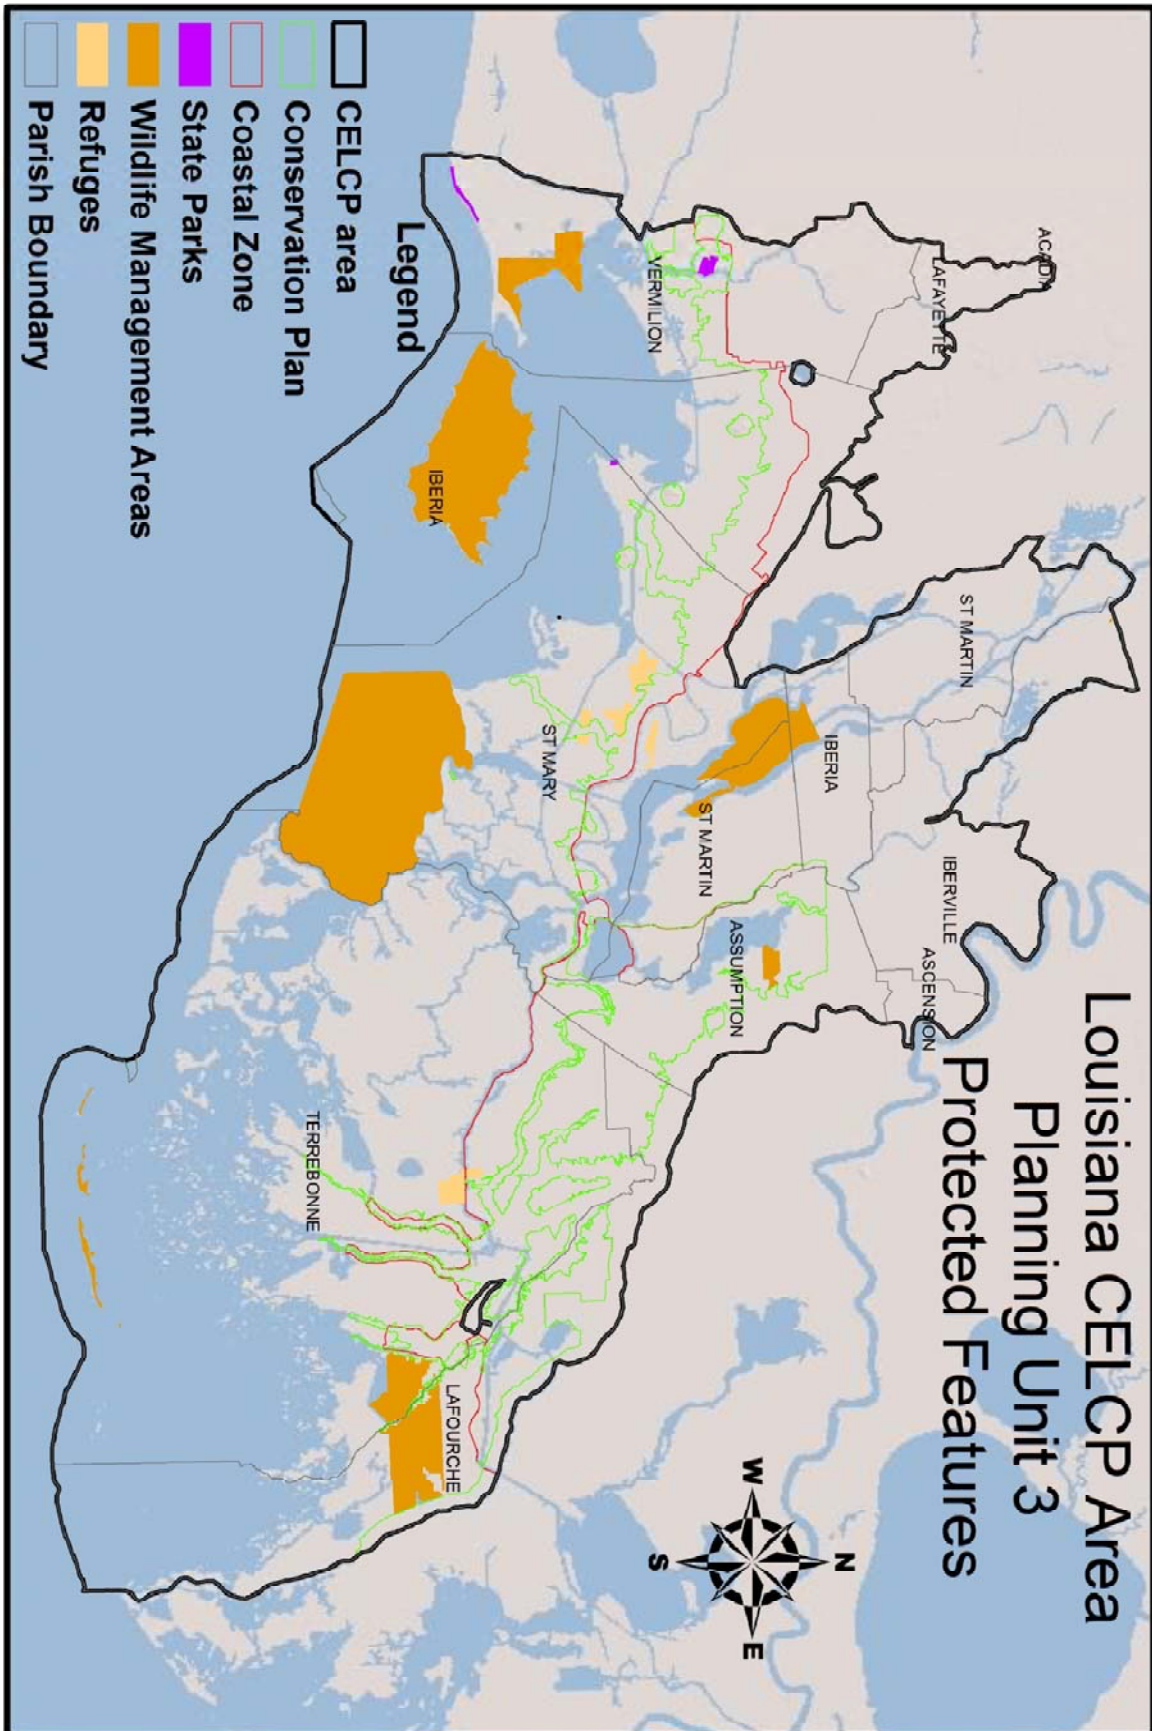 Louisiana CELCP Area
Planning Unit 3
Protected Features
W
N
S
E
ACADIA
LAFAYETTE
VERMILION
IBERIA
ST MARTIN
IBERIA
ST MARTIN
ST MARY
IBERVILLE
ASCENSION
ASSUMPTION
TERREBONNE
LAFOURCHE
Legend
CELCP area
Conservation Plan
Coastal Zone
State Parks
Wildlife Management Areas
Refuges
Parish Boundary